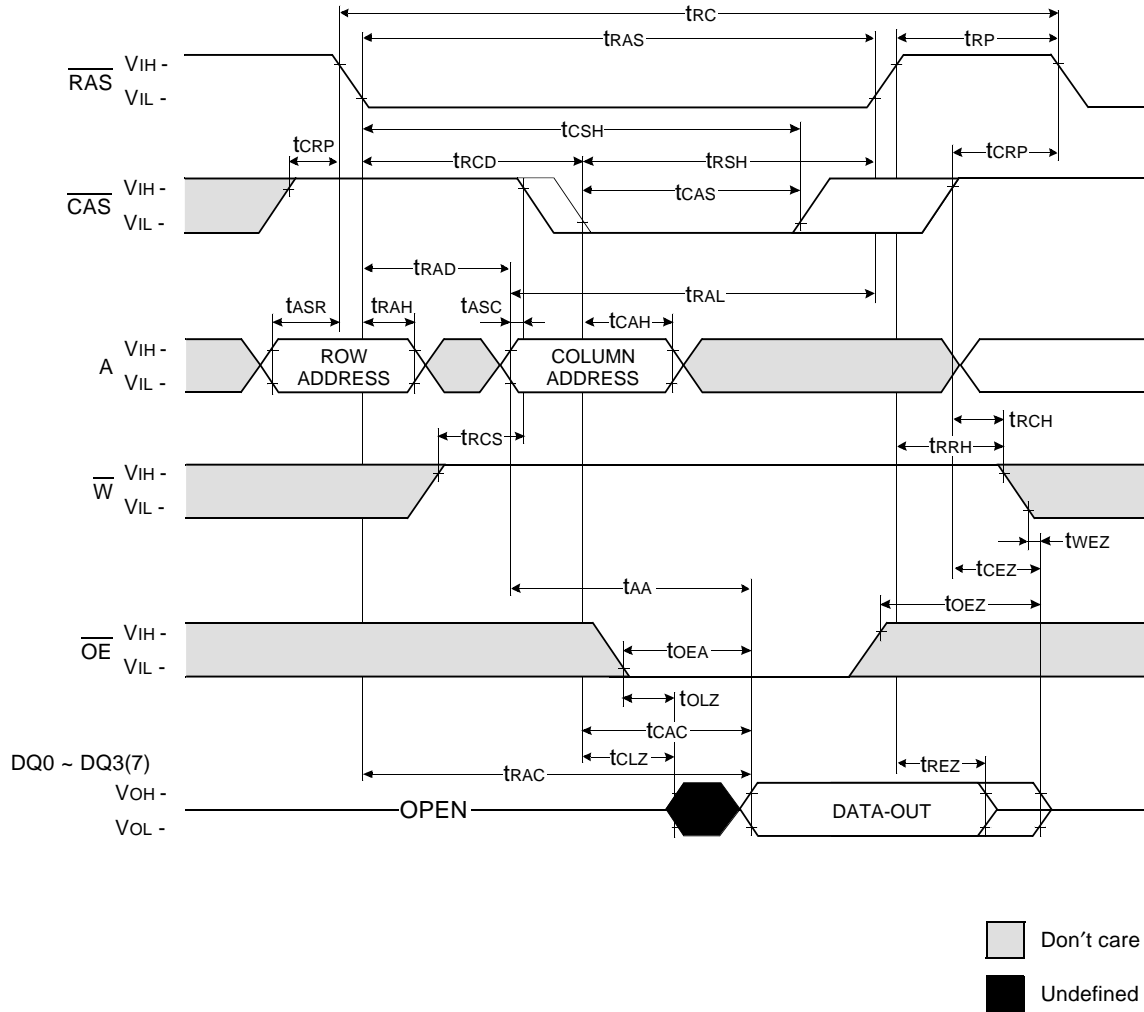 tRC
tRAS
tRP
RAS
VIH -
VIL -
tCSH
tCRP
tRCD
tRSH
tCRP
CAS
VIH -
VIL -
tCAS
tRAD
tRAL
tASR
tRAH
tASC
tCAH
A
VIH -
VIL -
ROW
ADDRESS
COLUMN
ADDRESS
tRCS
tRCH
tRRH
W
VIH -
VIL -
tWEZ
tCEZ
tAA
tOEZ
OE
VIH -
VIL -
tOEA
tOLZ
tCAC
DQ0 ~ DQ3(7)
tCLZ
tRAC
tREZ
VOH -
VOL -
OPEN
DATA-OUT
Don′t care
Undefined